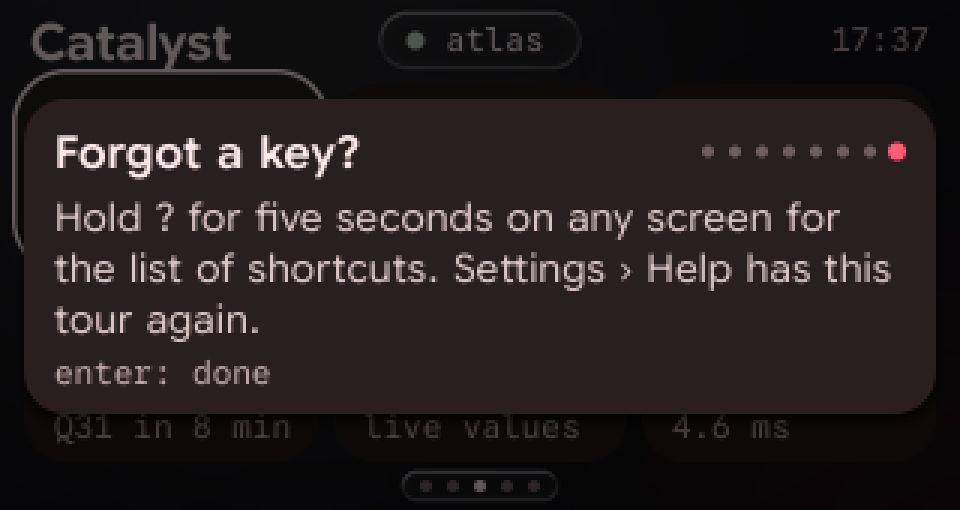 Catalyst
atlas
17:37
Forgot a key?
Hold ? for five seconds on any screen for
the list of shortcuts. Settings › Help has this
tour again.
enter: done
Q31 in 8 min
live values
4.6 ms